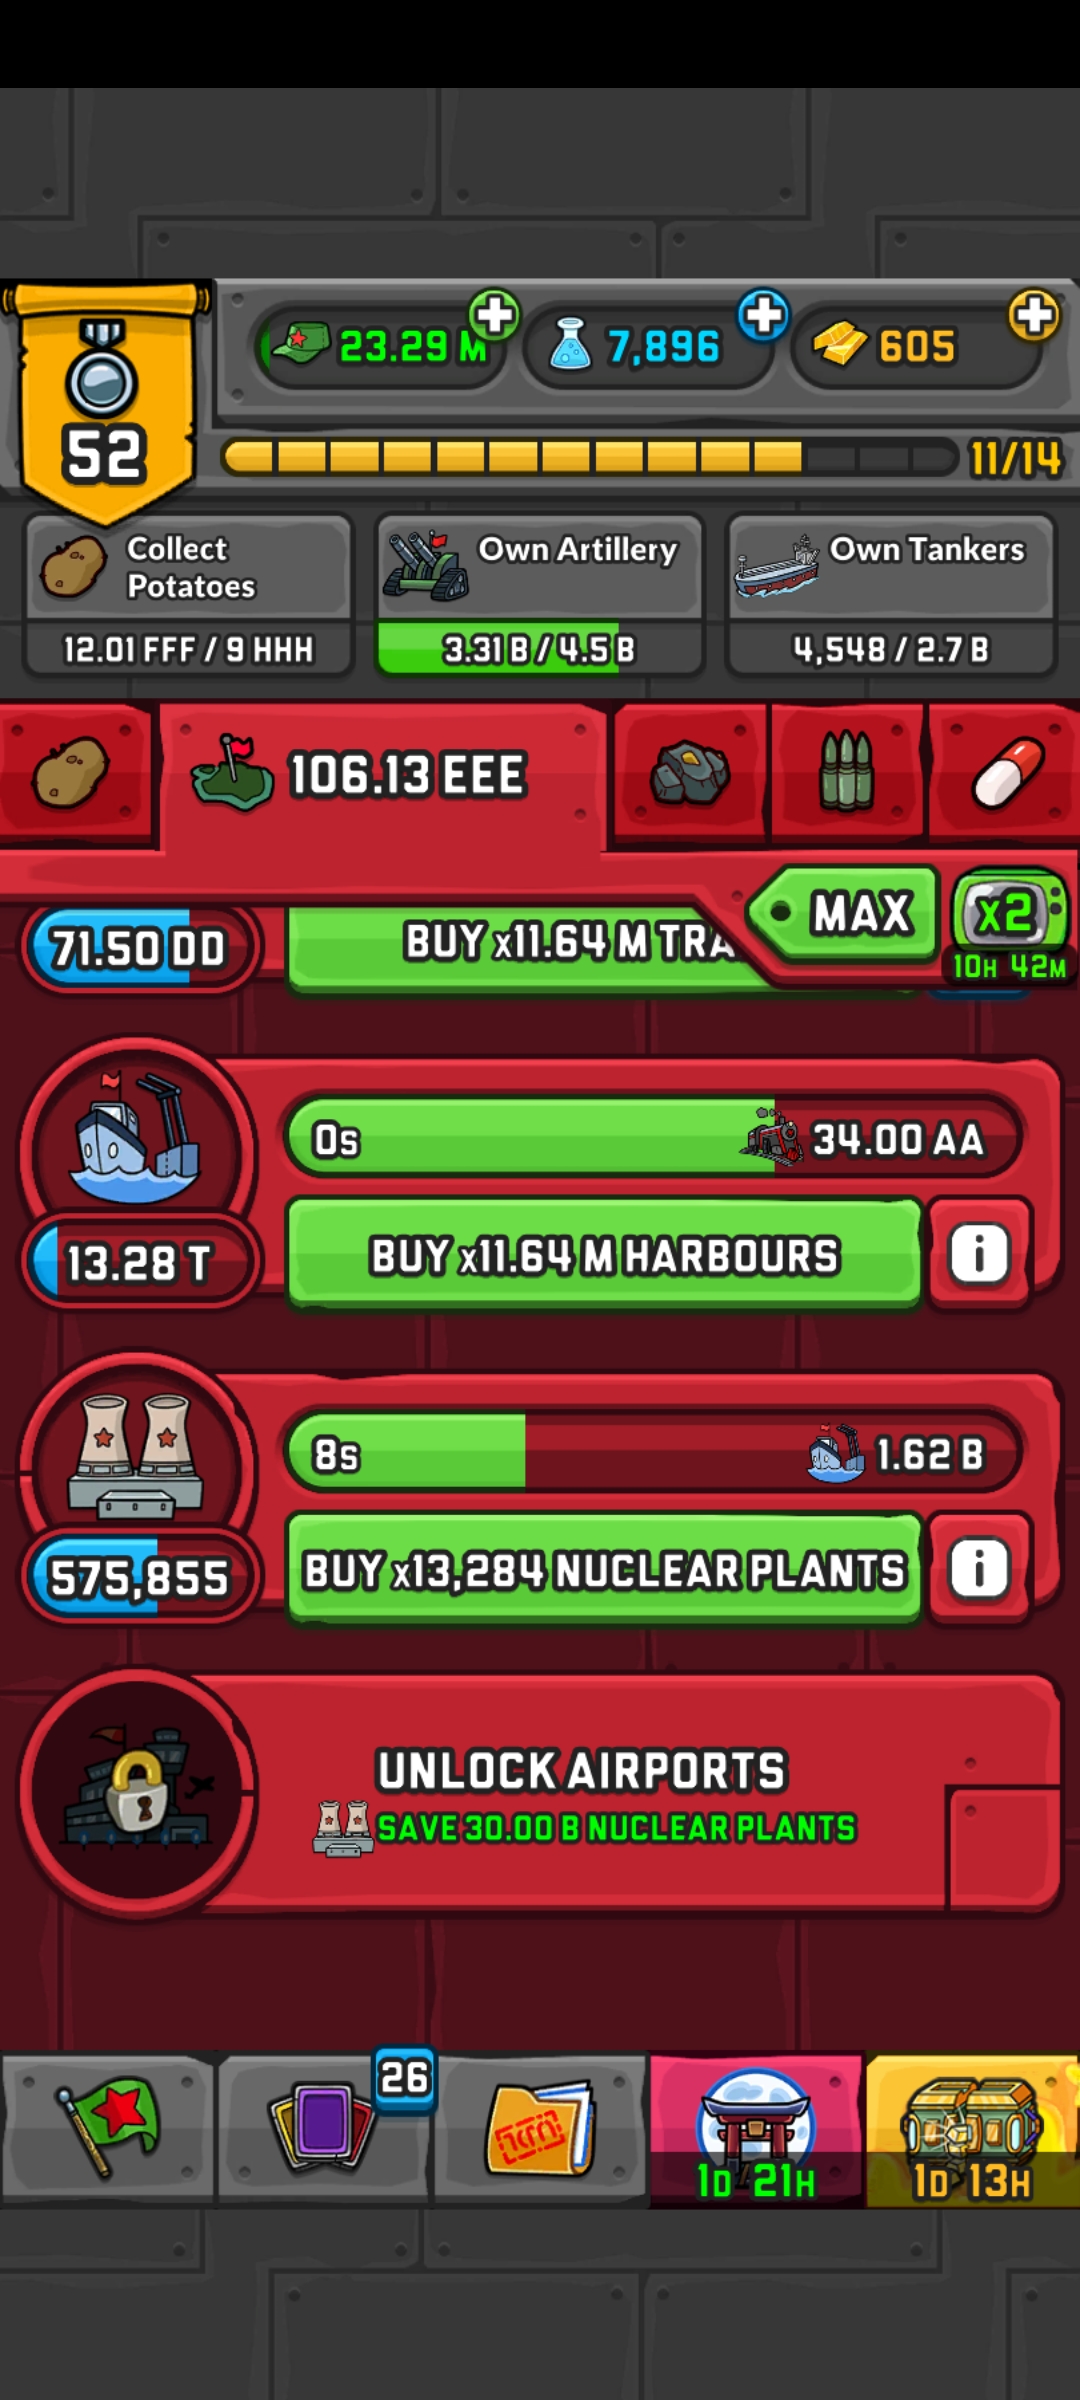 23.29 M
7,896
605
52
11/14
Collect
Potatoes
12.01 FFF / 9 HHH
Own Artillery
3.31 B / 4.5 B
Own Tankers
4,548 / 2.7 B
106.13 EEE
MAX
x2
10H 42M
71.50 DD
BUY x11.64 M
0s
34.00 AA
13.28 T
BUY x11.64 M HARBOURS
i
8s
1.62 B
575,855
BUY x13,284 NUCLEAR PLANTS
i
UNLOCK AIRPORTS
SAVE 30.00 B NUCLEAR PLANTS
26
1D 21H
1D 13H